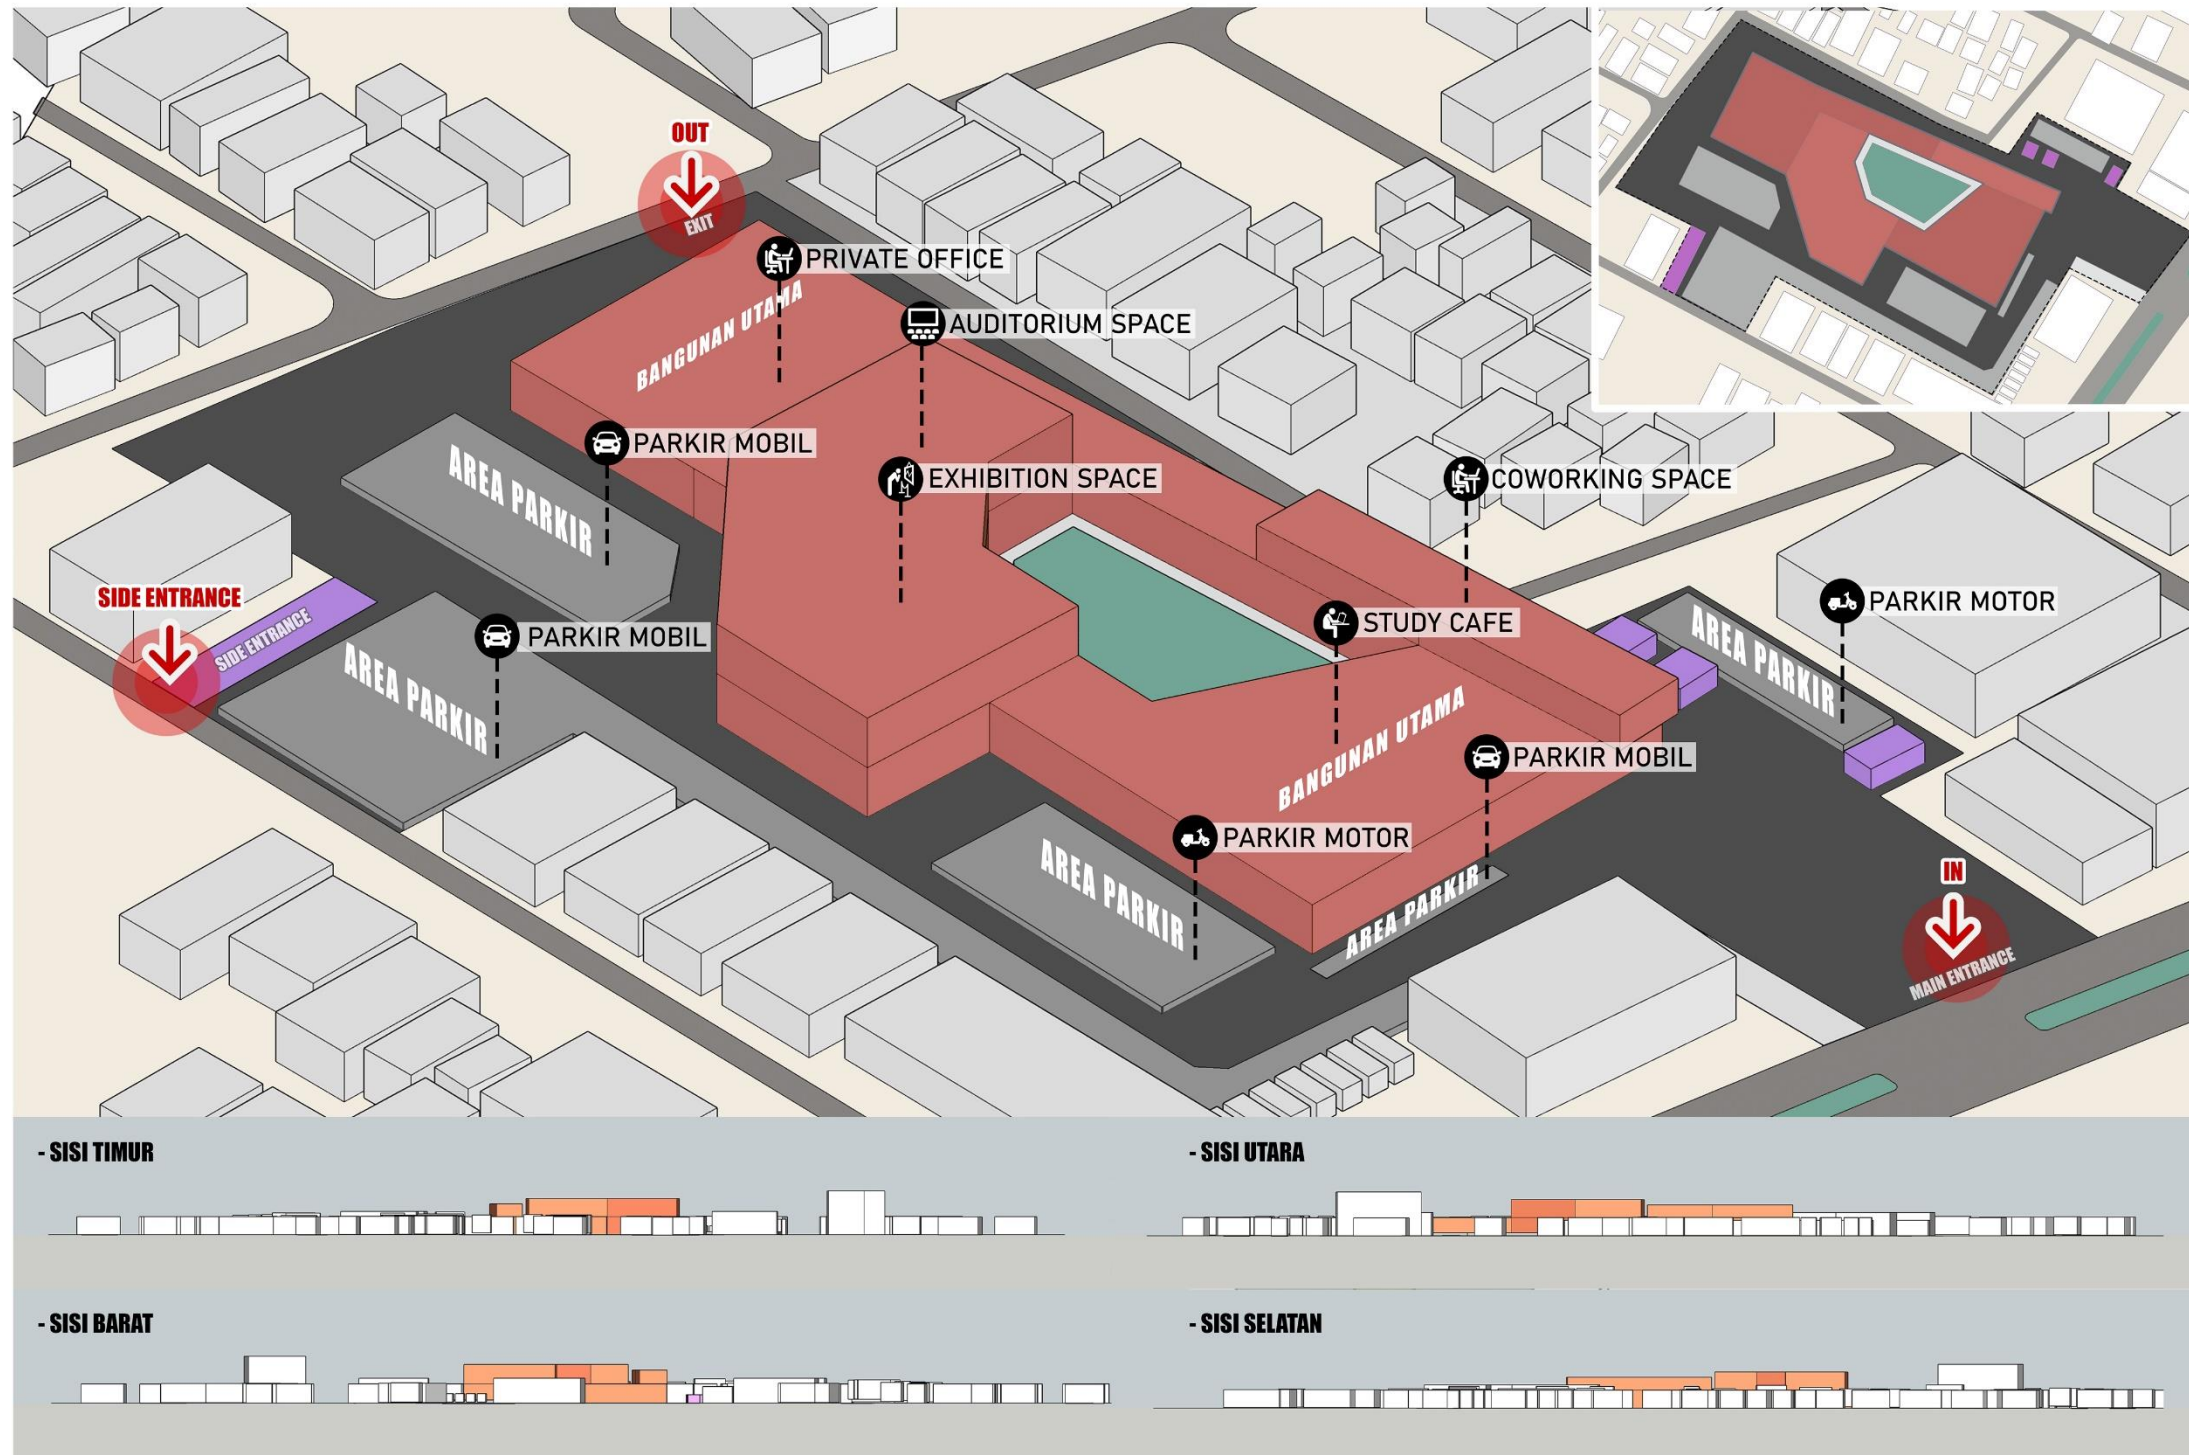 OUT
EXIT
PRIVATE OFFICE
BANGUNAN UTAMA
AUDITORIUM SPACE
PARKIR MOBIL
AREA PARKIR
EXHIBITION SPACE
COWORKING SPACE
SIDE ENTRANCE
SIDE ENTRANCE
PARKIR MOBIL
AREA PARKIR
STUDY CAFE
PARKIR MOTOR
AREA PARKIR
BANGUNAN UTAMA
PARKIR MOBIL
PARKIR MOTOR
AREA PARKIR
AREA PARKIR
IN
MAIN ENTRANCE
- SISI TIMUR
- SISI UTARA
- SISI BARAT
- SISI SELATAN